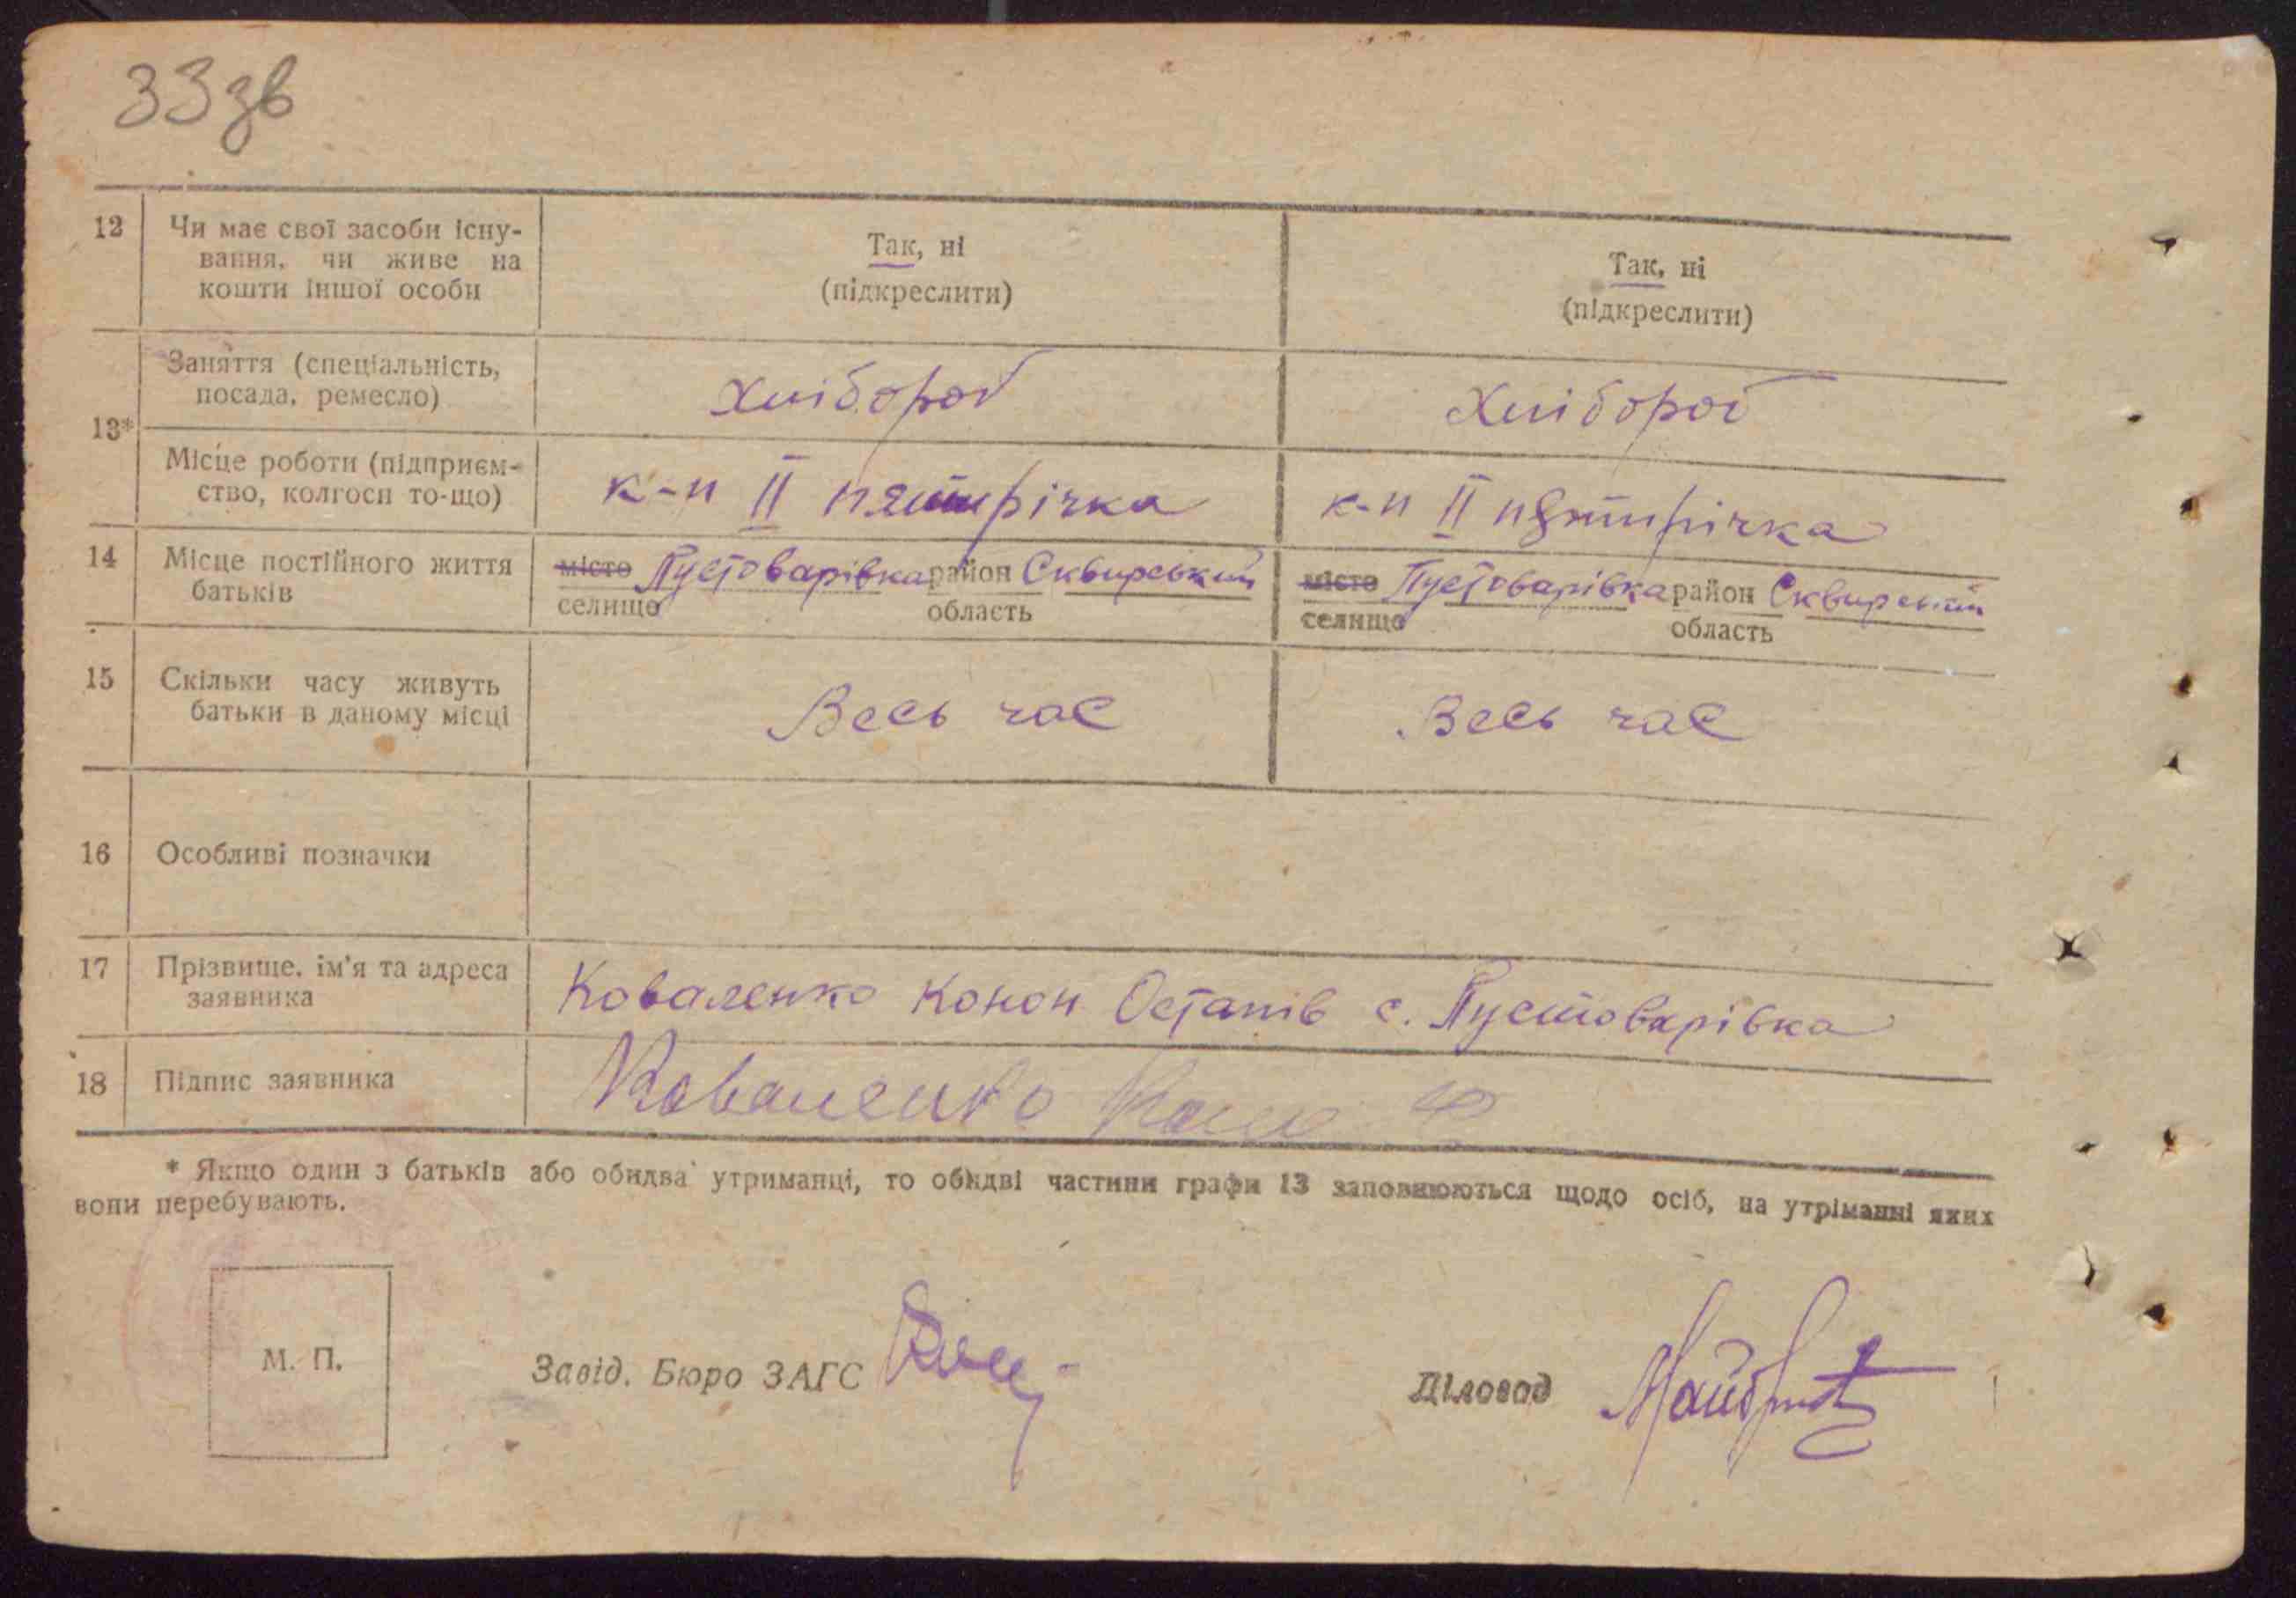 33зв
12
Чи має свої засоби існу-
вання, чи живе на
кошти іншої особи
Так, ні
(підкреслити)
Так, ні
(підкреслити)
13*
Заняття (спеціальність,
посада, ремесло)
Хлібороб
Хлібороб
Місце роботи (підприєм-
ство, колгосп то-що)
к-п II пятирічка
к-п II пятирічка
14
Місце постійного життя
батьків
місто Пустоварівка район Сквирський
селище область
місто Пустоварівка район Сквирський
селище область
15
Скільки часу живуть
батьки в даному місці
Весь час
Весь час
16
Особливі позначки
17
Прізвище, ім'я та адреса
заявника
Коваленко Конон Остапів с. Пустоварівка
18
Підпис заявника
Коваленко
* Якщо один з батьків або обидва утриманці, то обидві частини графи 13 заповнюються щодо осіб, на утріманні яких
вони перебувають.
М. П.
Завід. Бюро ЗАГС
Діловод